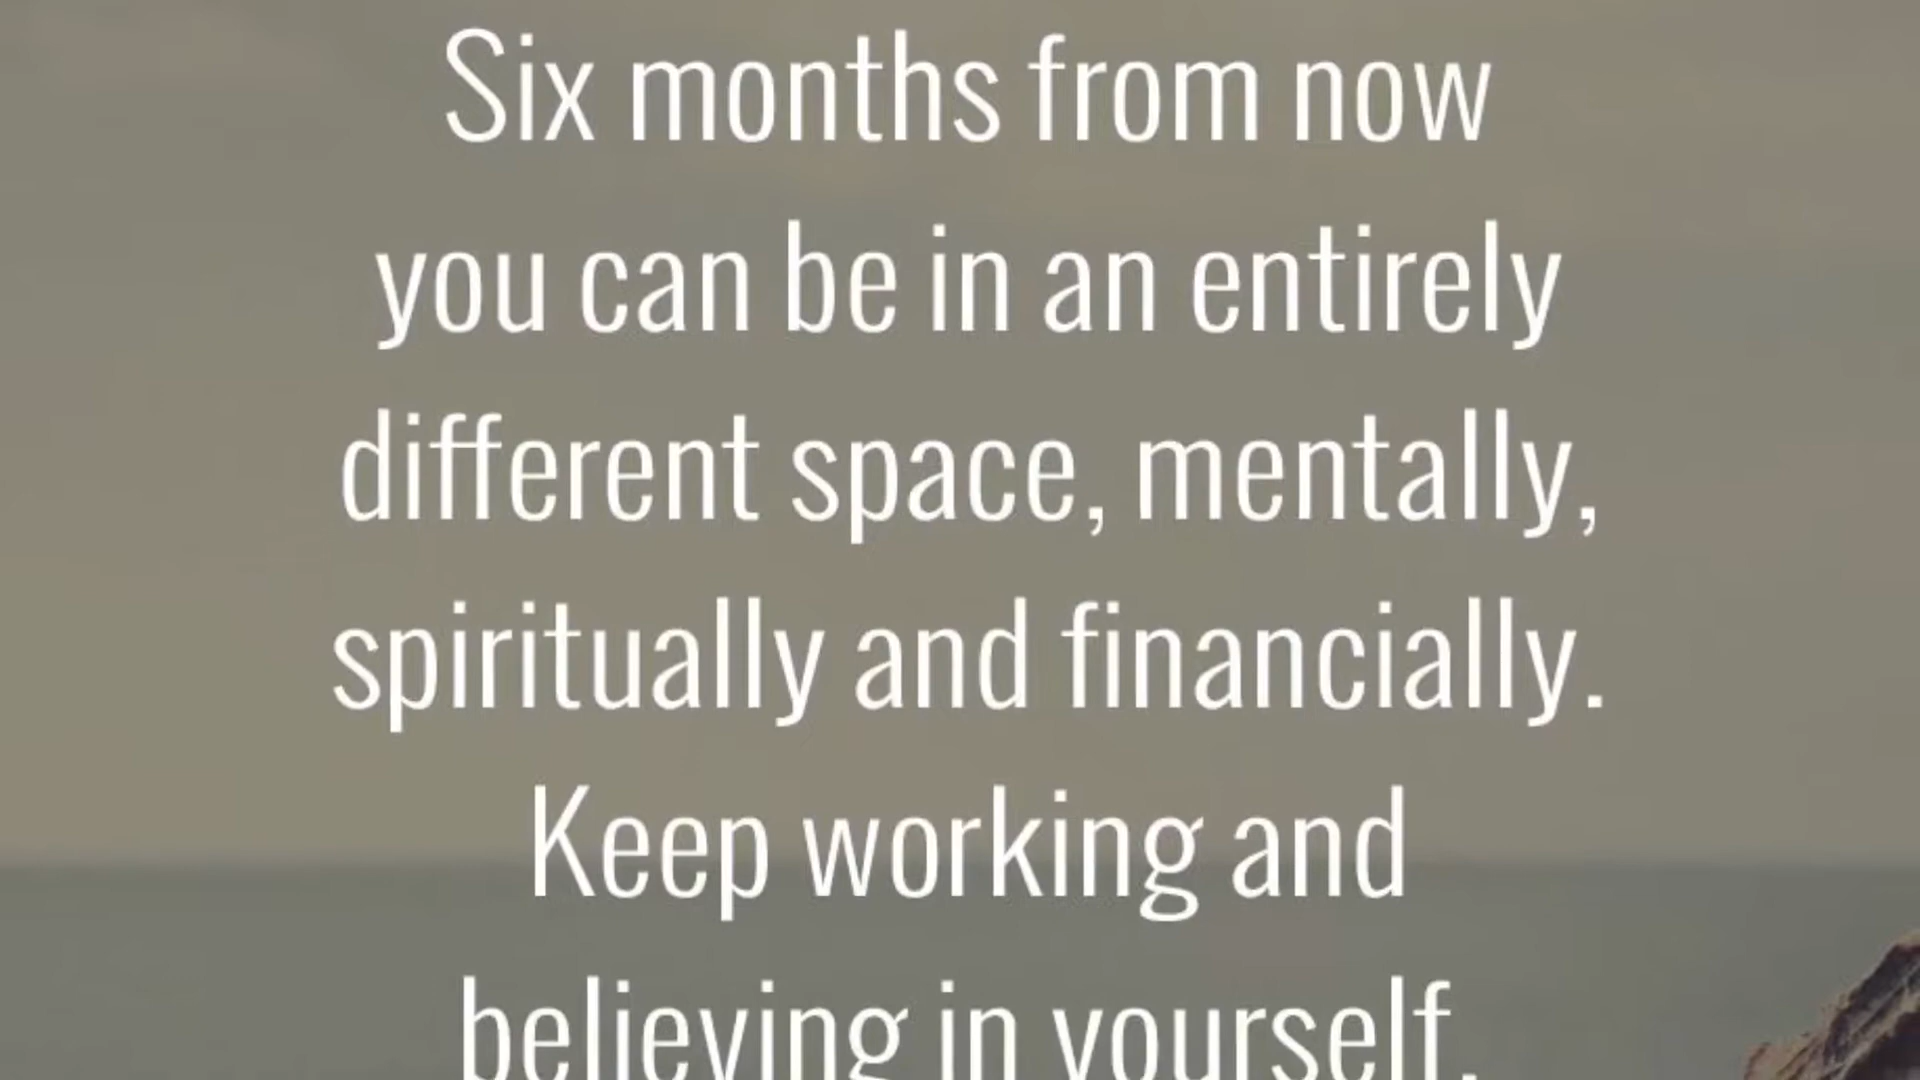 Six months from now
you can be in an entirely
different space, mentally,
spiritually and financially.
Keep working and
believing in yourself.